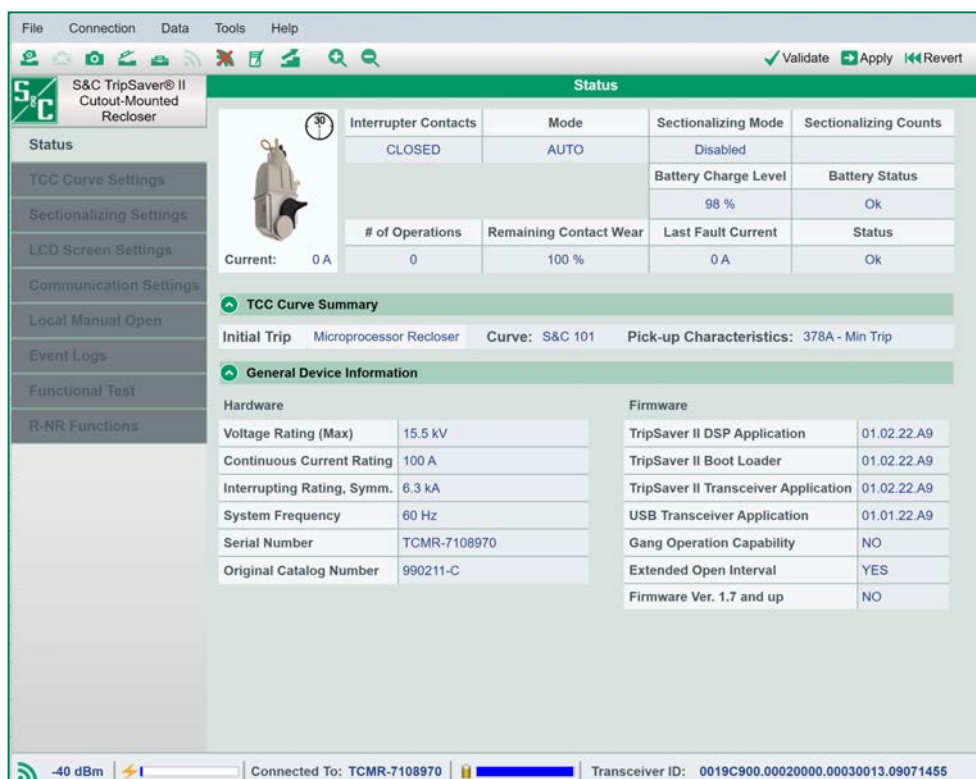 File Connection Data Tools Help
Validate Apply Revert
S&C
S&C TripSaver® II
Cutout-Mounted
Recloser
Status
TCC Curve Settings
Sectionalizing Settings
LCD Screen Settings
Communication Settings
Local Manual Open
Event Logs
Functional Test
R-NR Functions
Status
30
Current: 0 A
Interrupter Contacts Mode Sectionalizing Mode Sectionalizing Counts
CLOSED AUTO Disabled
Battery Charge Level Battery Status
98 % Ok
# of Operations Remaining Contact Wear Last Fault Current Status
0 100 % 0 A Ok
TCC Curve Summary
Initial Trip Microprocessor Recloser Curve: S&C 101 Pick-up Characteristics: 378A - Min Trip
General Device Information
Hardware
Voltage Rating (Max) 15.5 kV
Continuous Current Rating 100 A
Interrupting Rating, Symm. 6.3 kA
System Frequency 60 Hz
Serial Number TCMR-7108970
Original Catalog Number 990211-C
Firmware
TripSaver II DSP Application 01.02.22.A9
TripSaver II Boot Loader 01.02.22.A9
TripSaver II Transceiver Application 01.02.22.A9
USB Transceiver Application 01.01.22.A9
Gang Operation Capability NO
Extended Open Interval YES
Firmware Ver. 1.7 and up NO
-40 dBm Connected To: TCMR-7108970 Transceiver ID: 0019C900.00020000.00030013.09071455